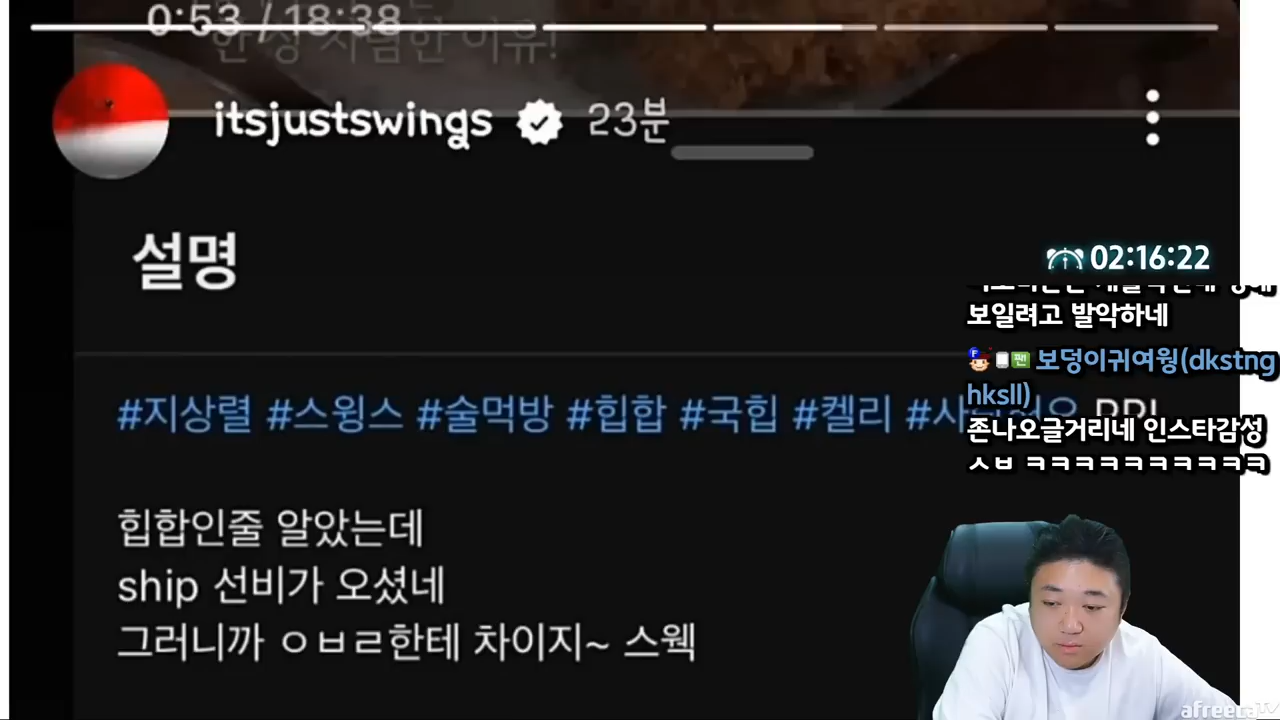 0:53 / 18:38
itsjustswings 23분
설명
02:16:22
보일려고 발악하네
보덩이귀여웡(dkstng
hksll)
#지상렬 #스윙스 #술먹방 #힙합 #국힙 #켈리
존나오글거리네 인스타감성
ㅅㅂ ㅋㅋㅋㅋㅋㅋㅋㅋㅋㅋ
힙합인줄 알았는데
ship 선비가 오셨네
그러니까 ㅇㅂㄹ한테 차이지~ 스웩
afreecaTV